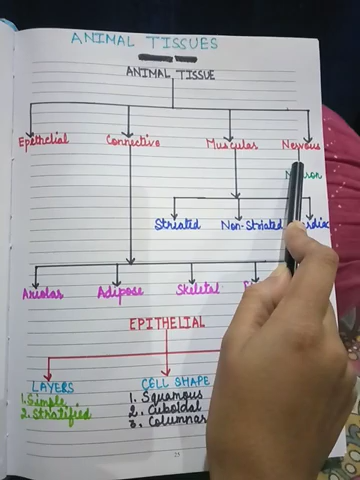 ANIMAL TISSUES
ANIMAL TISSUE
Epithelial Connective Muscular Nervous
Striated Non-Striated
Ariolar Adipose Skeletal
EPITHELIAL
LAYERS CELL SHAPE
1. Simple 1. Squamous
2. Stratified 2. Cuboidal
3. Columnar
25